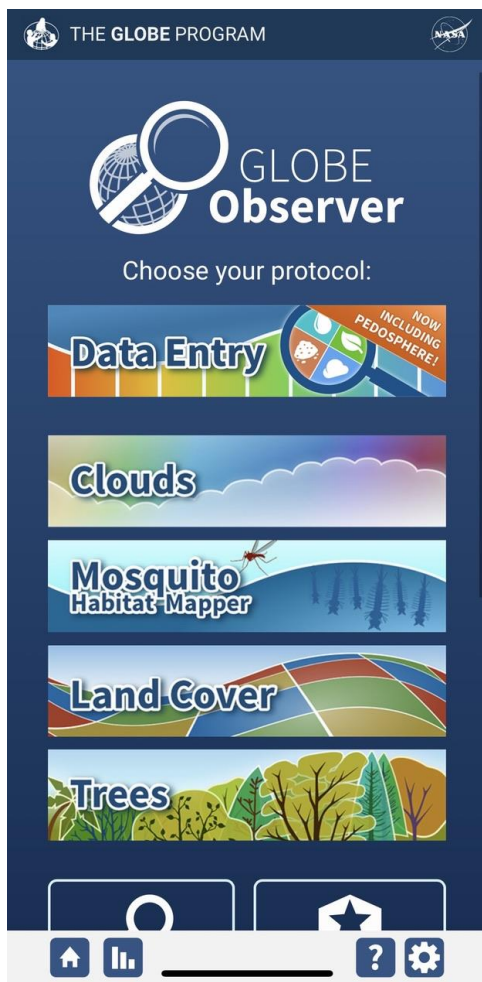 THE GLOBE PROGRAM
NASA
GLOBE
Observer
Choose your protocol:
Data Entry
NOW
INCLUDING
PEDOSPHERE!
Clouds
Mosquito
Habitat Mapper
Land Cover
Trees
?